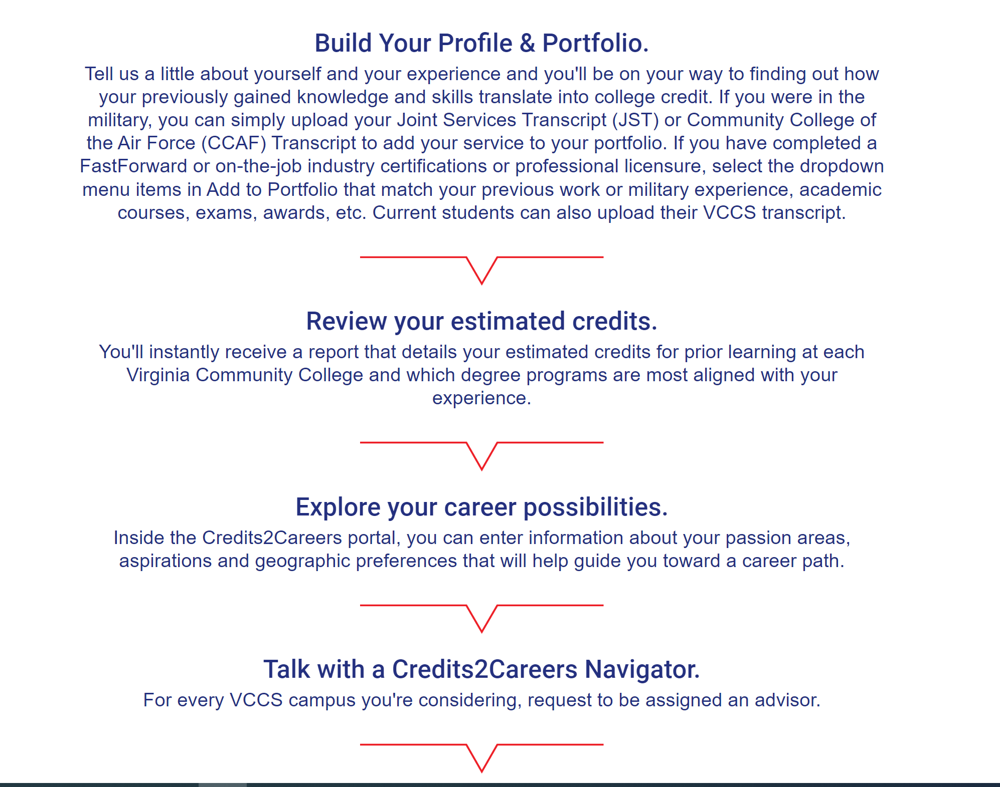 Build Your Profile & Portfolio.
Tell us a little about yourself and your experience and you'll be on your way to finding out how
your previously gained knowledge and skills translate into college credit. If you were in the
military, you can simply upload your Joint Services Transcript (JST) or Community College of
the Air Force (CCAF) Transcript to add your service to your portfolio. If you have completed a
FastForward or on-the-job industry certifications or professional licensure, select the dropdown
menu items in Add to Portfolio that match your previous work or military experience, academic
courses, exams, awards, etc. Current students can also upload their VCCS transcript.
Review your estimated credits.
You'll instantly receive a report that details your estimated credits for prior learning at each
Virginia Community College and which degree programs are most aligned with your
experience.
Explore your career possibilities.
Inside the Credits2Careers portal, you can enter information about your passion areas,
aspirations and geographic preferences that will help guide you toward a career path.
Talk with a Credits2Careers Navigator.
For every VCCS campus you're considering, request to be assigned an advisor.